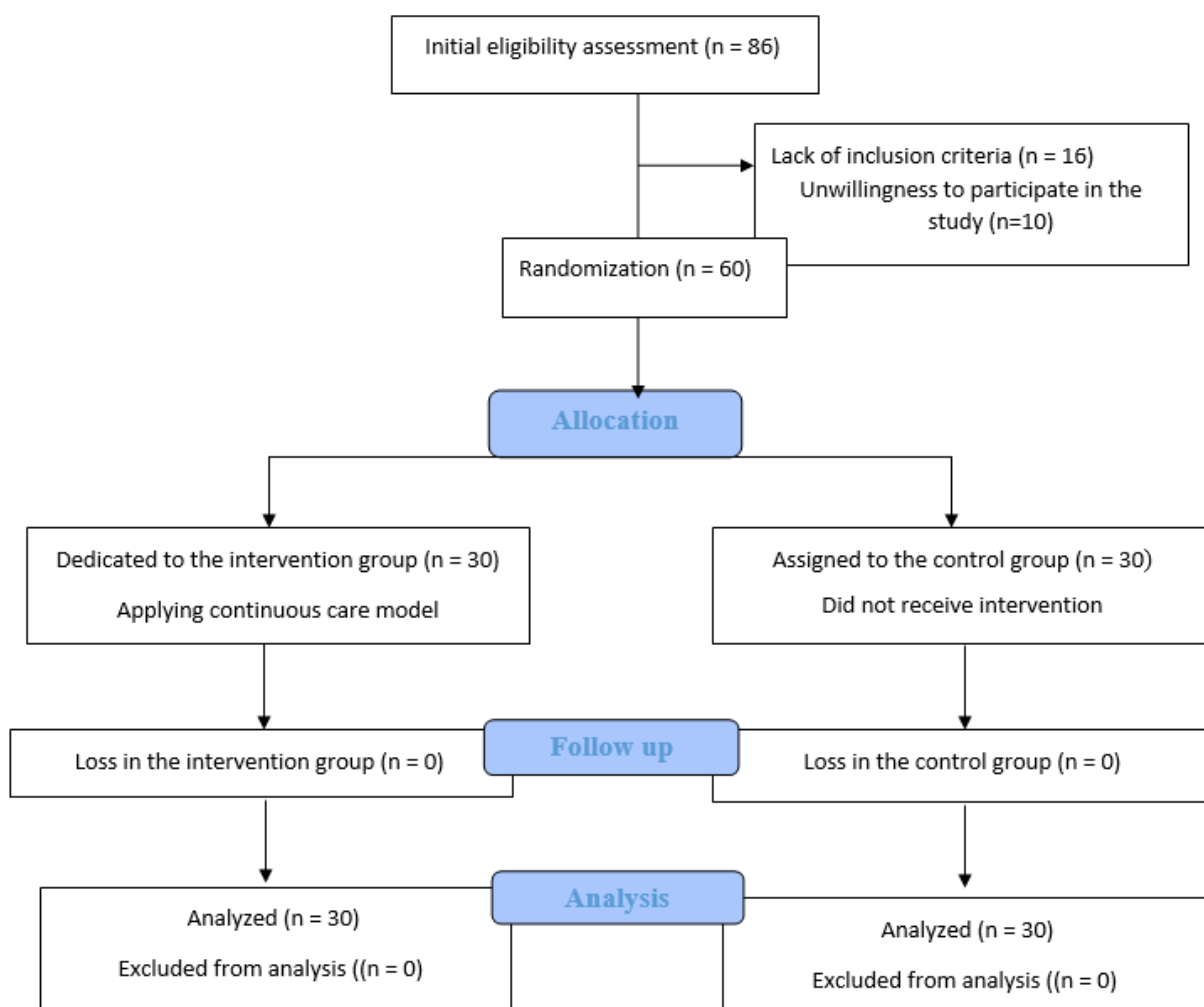 Initial eligibility assessment (n = 86)
Lack of inclusion criteria (n = 16)
Unwillingness to participate in the
study (n=10)
Randomization (n = 60)
Allocation
Dedicated to the intervention group (n = 30)
Applying continuous care model
Assigned to the control group (n = 30)
Did not receive intervention
Follow up
Loss in the intervention group (n = 0)
Loss in the control group (n = 0)
Analysis
Analyzed (n = 30)
Excluded from analysis ((n = 0)
Analyzed (n = 30)
Excluded from analysis ((n = 0)